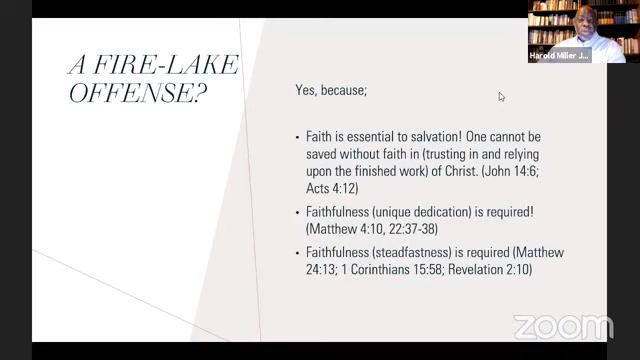 A FIRE-LAKE
OFFENSE?
Yes, because;
• Faith is essential to salvation! One cannot be
saved without faith in (trusting in and relying
upon the finished work) of Christ. (John 14:6;
Acts 4:12)
• Faithfulness (unique dedication) is required!
(Matthew 4:10, 22:37-38)
• Faithfulness (steadfastness) is required (Matthew
24:13; 1 Corinthians 15:58; Revelation 2:10)
Harold Miller J...
zoom